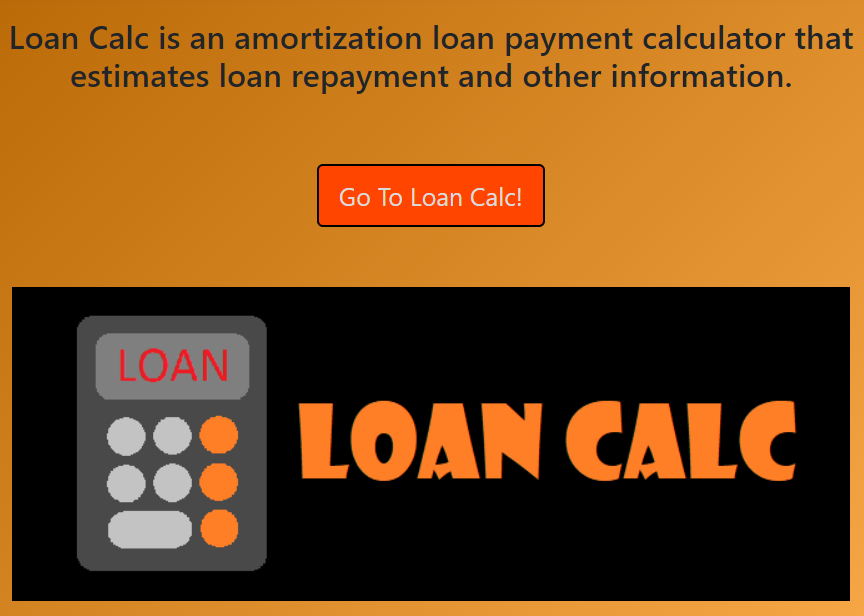 Loan Calc is an amortization loan payment calculator that
estimates loan repayment and other information.
Go To Loan Calc!
LOAN
LOAN CALC